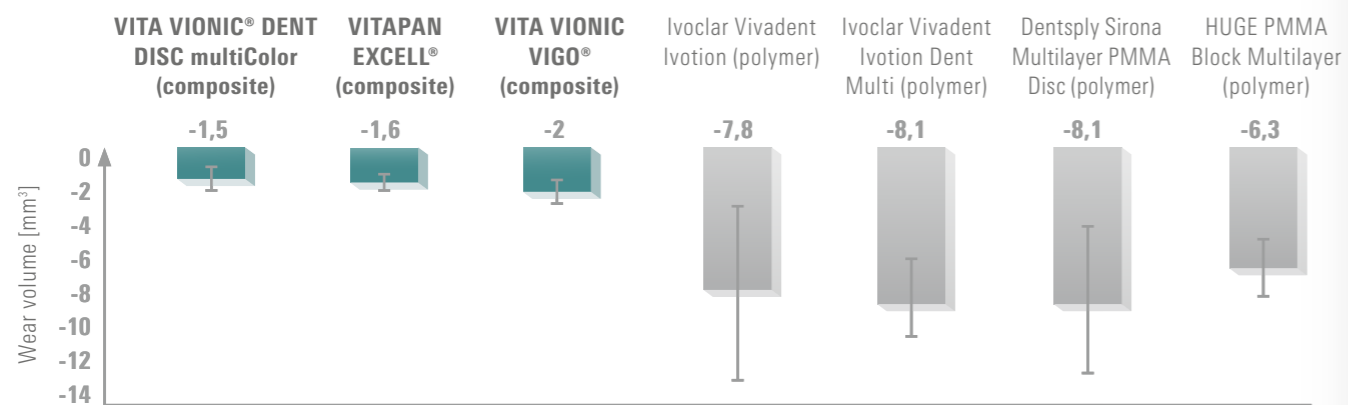 VITA VIONIC® DENT
DISC multiColor
(composite)
VITAPAN
EXCELL®
(composite)
VITA VIONIC
VIGO®
(composite)
Ivoclar Vivadent
Ivotion (polymer)
Ivoclar Vivadent
Ivotion Dent
Multi (polymer)
Dentsply Sirona
Multilayer PMMA
Disc (polymer)
HUGE PMMA
Block Multilayer
(polymer)
-1,5
-1,6
-2
-7,8
-8,1
-8,1
-6,3
Wear volume [mm³]
0
-2
-4
-6
-8
-10
-12
-14